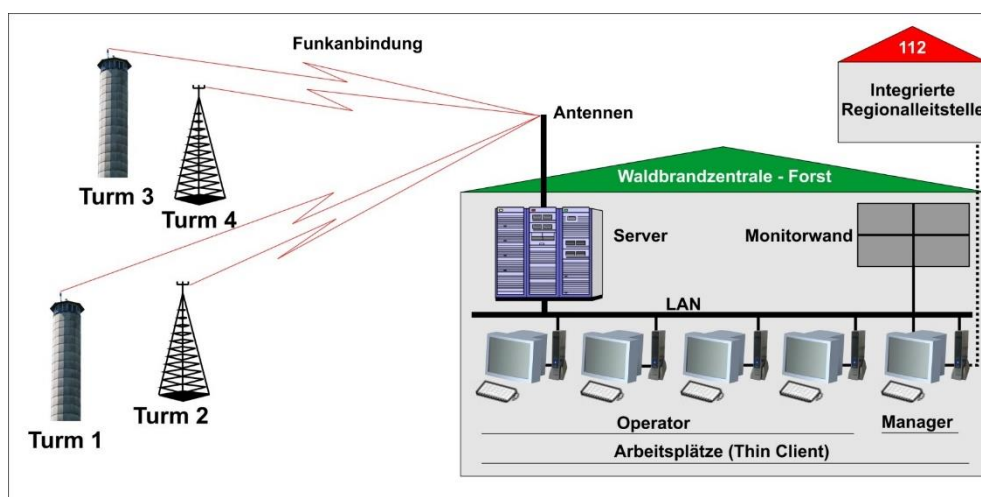 Funkanbindung
112
Integrierte
Regionalleitstelle
Antennen
Turm 3
Turm 4
Waldbrandzentrale - Forst
Server
Monitorwand
LAN
Turm 1
Turm 2
Operator
Manager
Arbeitsplätze (Thin Client)